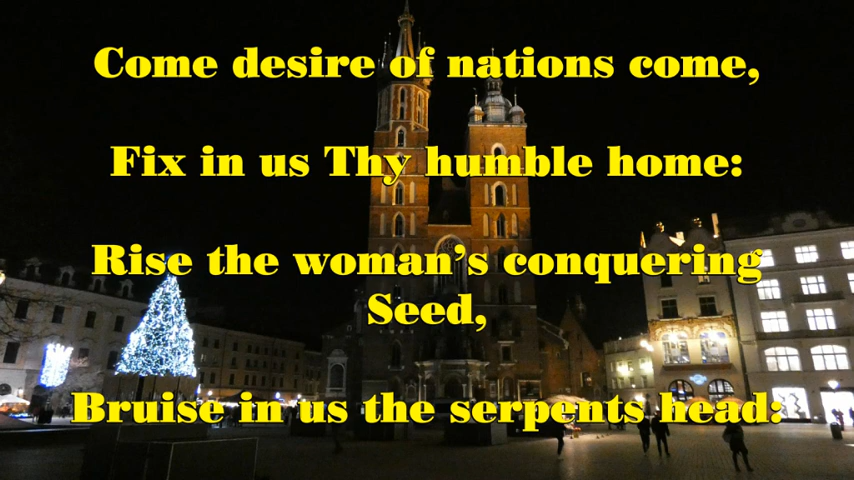 Come desire of nations come,
Fix in us Thy humble home:
Rise the woman’s conquering
Seed,
Bruise in us the serpents head: